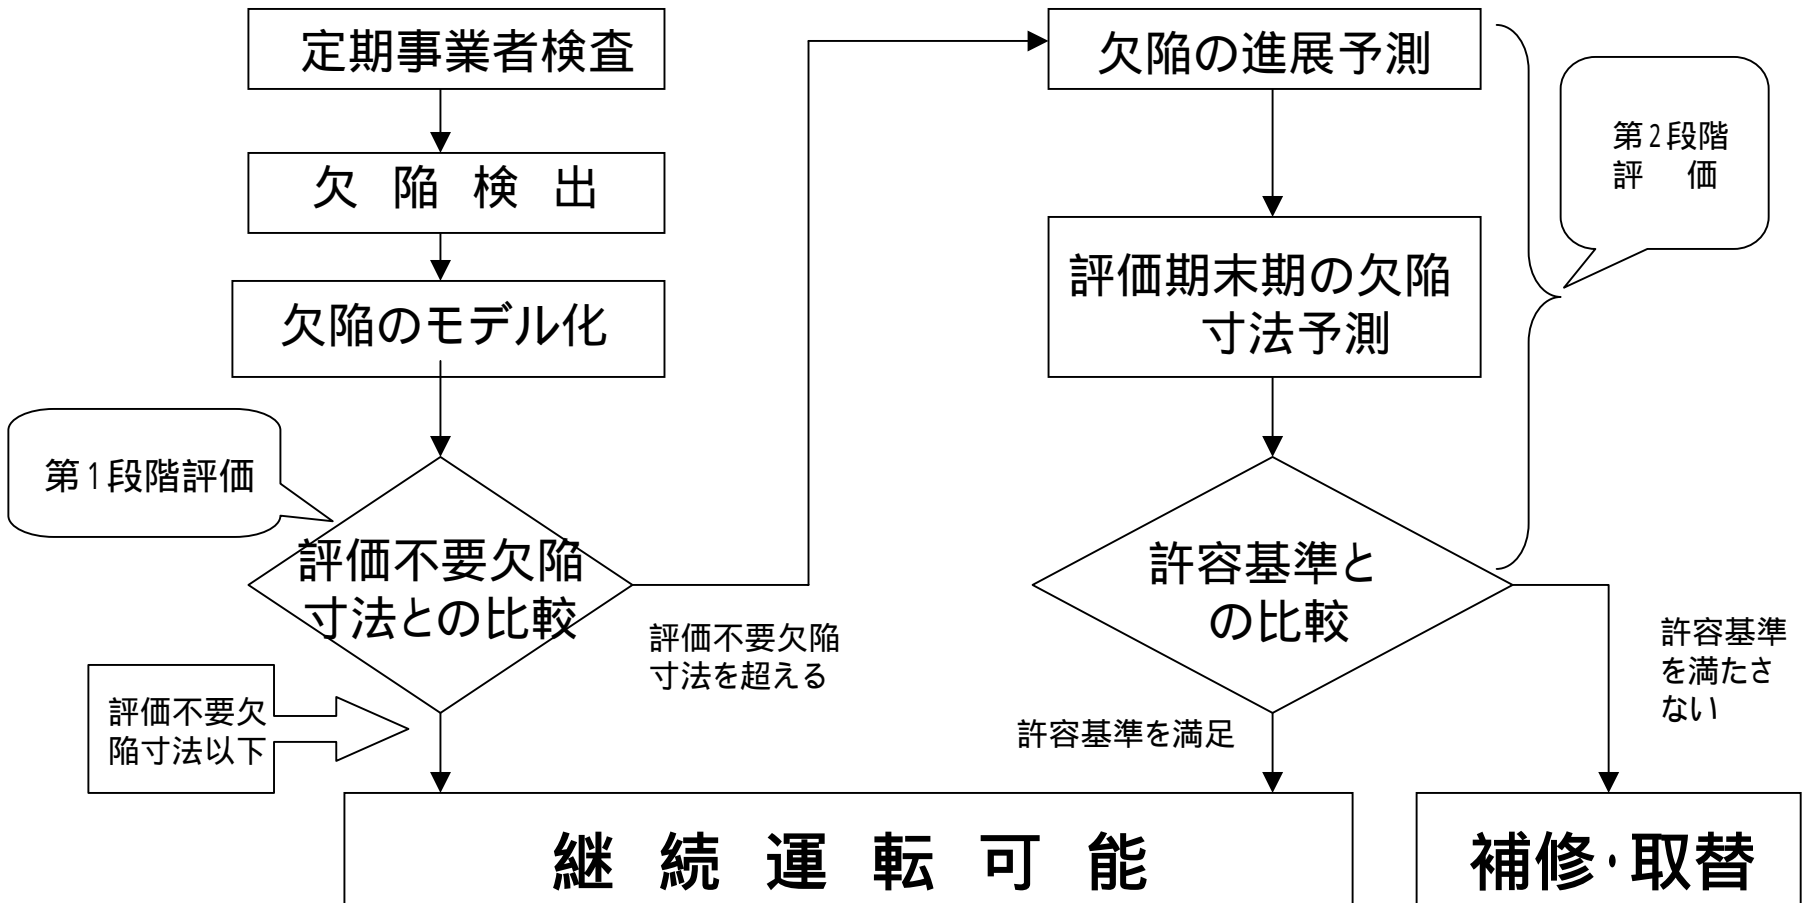 定期事業者検査
欠 陥 検 出
欠陥のモデル化
第1段階評価
評価不要欠陥
寸法との比較
評価不要欠陥
寸法を超える
評価不要欠
陥寸法以下
欠陥の進展予測
評価期末期の欠陥
寸法予測
第2段階
評 価
許容基準と
の比較
許容基準を満足
許容基準
を満たさ
ない
継 続 運 転 可 能
補修・取替